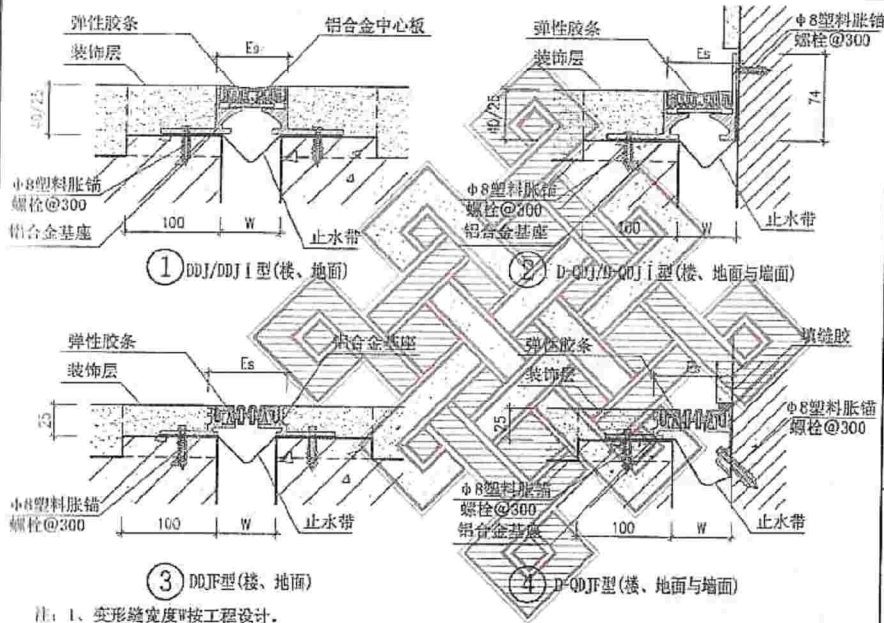 弹性胶条
Es
铝合金中心板
装饰层
40/25
φ8塑料胀锚
螺栓@300
铝合金基座
100
W
止水带
① DDJ/DDJⅠ型(楼、地面)
Es
φ8塑料胀锚
螺栓@300
装饰层
40/25
74
φ8塑料胀锚
螺栓@300
铝合金基座
100
W
止水带
② D-QDJ/D-QDJⅠ型(楼、地面与墙面)
弹性胶条
Es
铝合金基座
装饰层
25
φ8塑料胀锚
螺栓@300
100
W
止水带
③ DDJF型(楼、地面)
弹性胶条
Es
填缝胶
装饰层
25
φ8塑料胀锚
螺栓@300
φ8塑料胀锚
螺栓@300
铝合金基座
100
W
止水带
④ D-QDJF型(楼、地面与墙面)
注: 1、变形缝宽度W按工程设计.